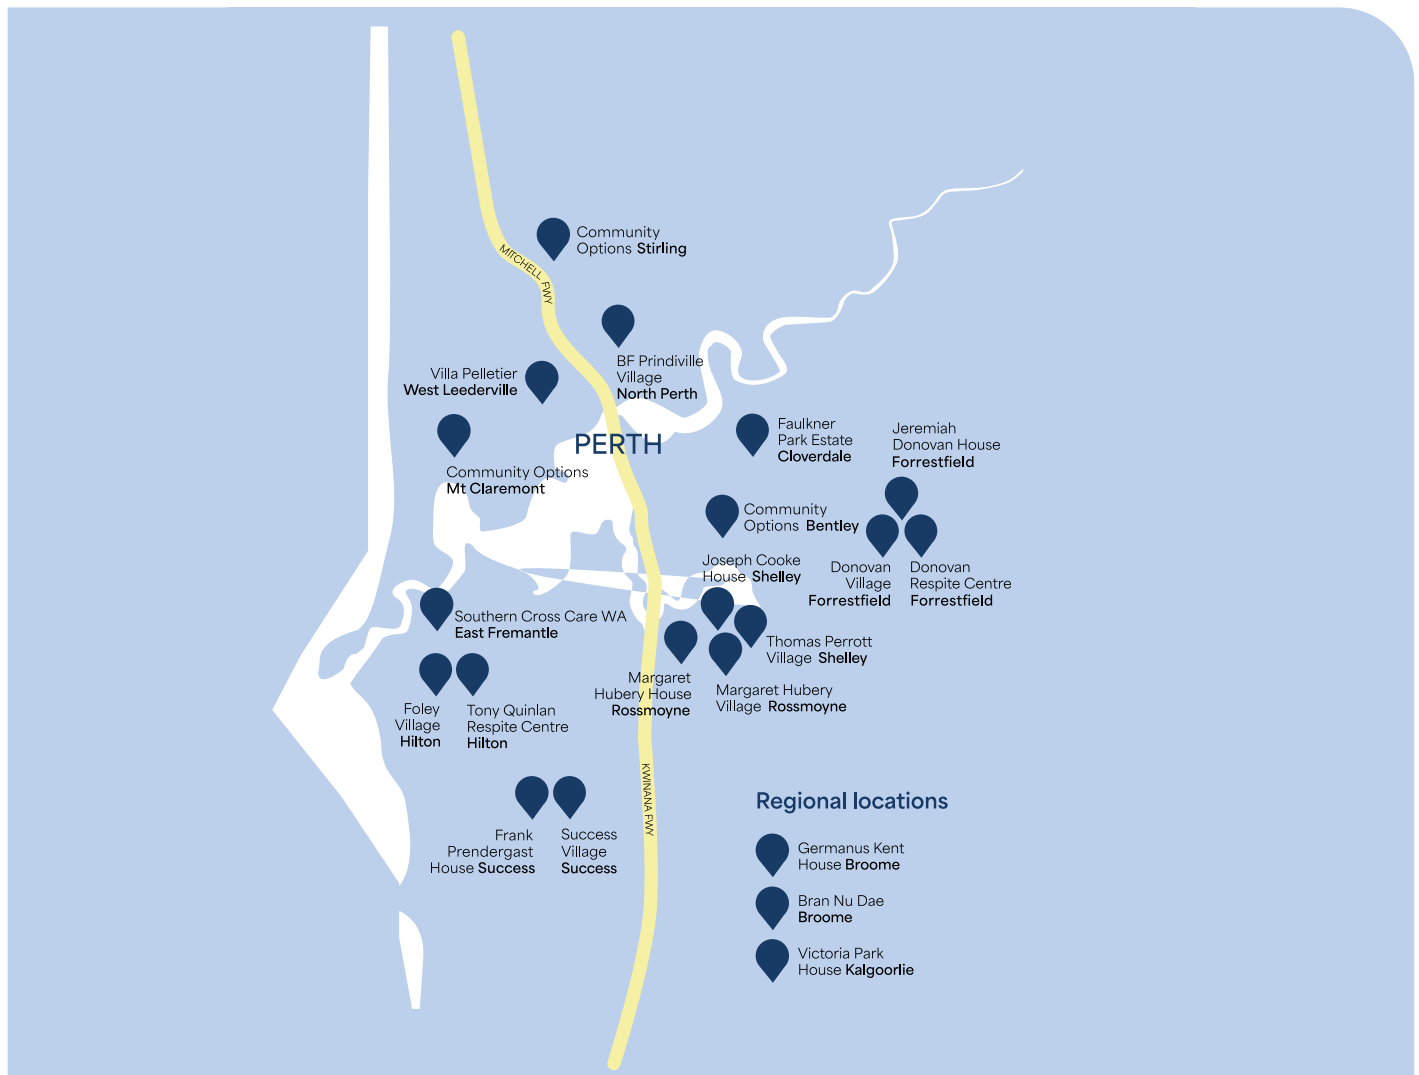 Community
Options Stirling
MITCHELL FWY
BF Prindiville
Village
North Perth
Villa Pelletier
West Leederville
PERTH
Faulkner
Park Estate
Cloverdale
Jeremiah
Donovan House
Forrestfield
Community Options
Mt Claremont
Community
Options Bentley
Joseph Cooke
House Shelley
Donovan
Village
Forrestfield
Donovan
Respite Centre
Forrestfield
Southern Cross Care WA
East Fremantle
Thomas Perrott
Village Shelley
Margaret
Hubery House
Rossmoyne
Margaret Hubery
Village Rossmoyne
Foley
Village
Hilton
Tony Quinlan
Respite Centre
Hilton
KWINANA FWY
Frank
Prendergast
House Success
Success
Village
Success
Regional locations
Germanus Kent
House Broome
Bran Nu Dae
Broome
Victoria Park
House Kalgoorlie